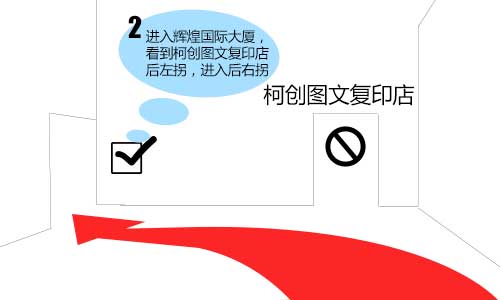 2
进入辉煌国际大厦，
看到柯创图文复印店
后左拐，进入后右拐
柯创图文复印店